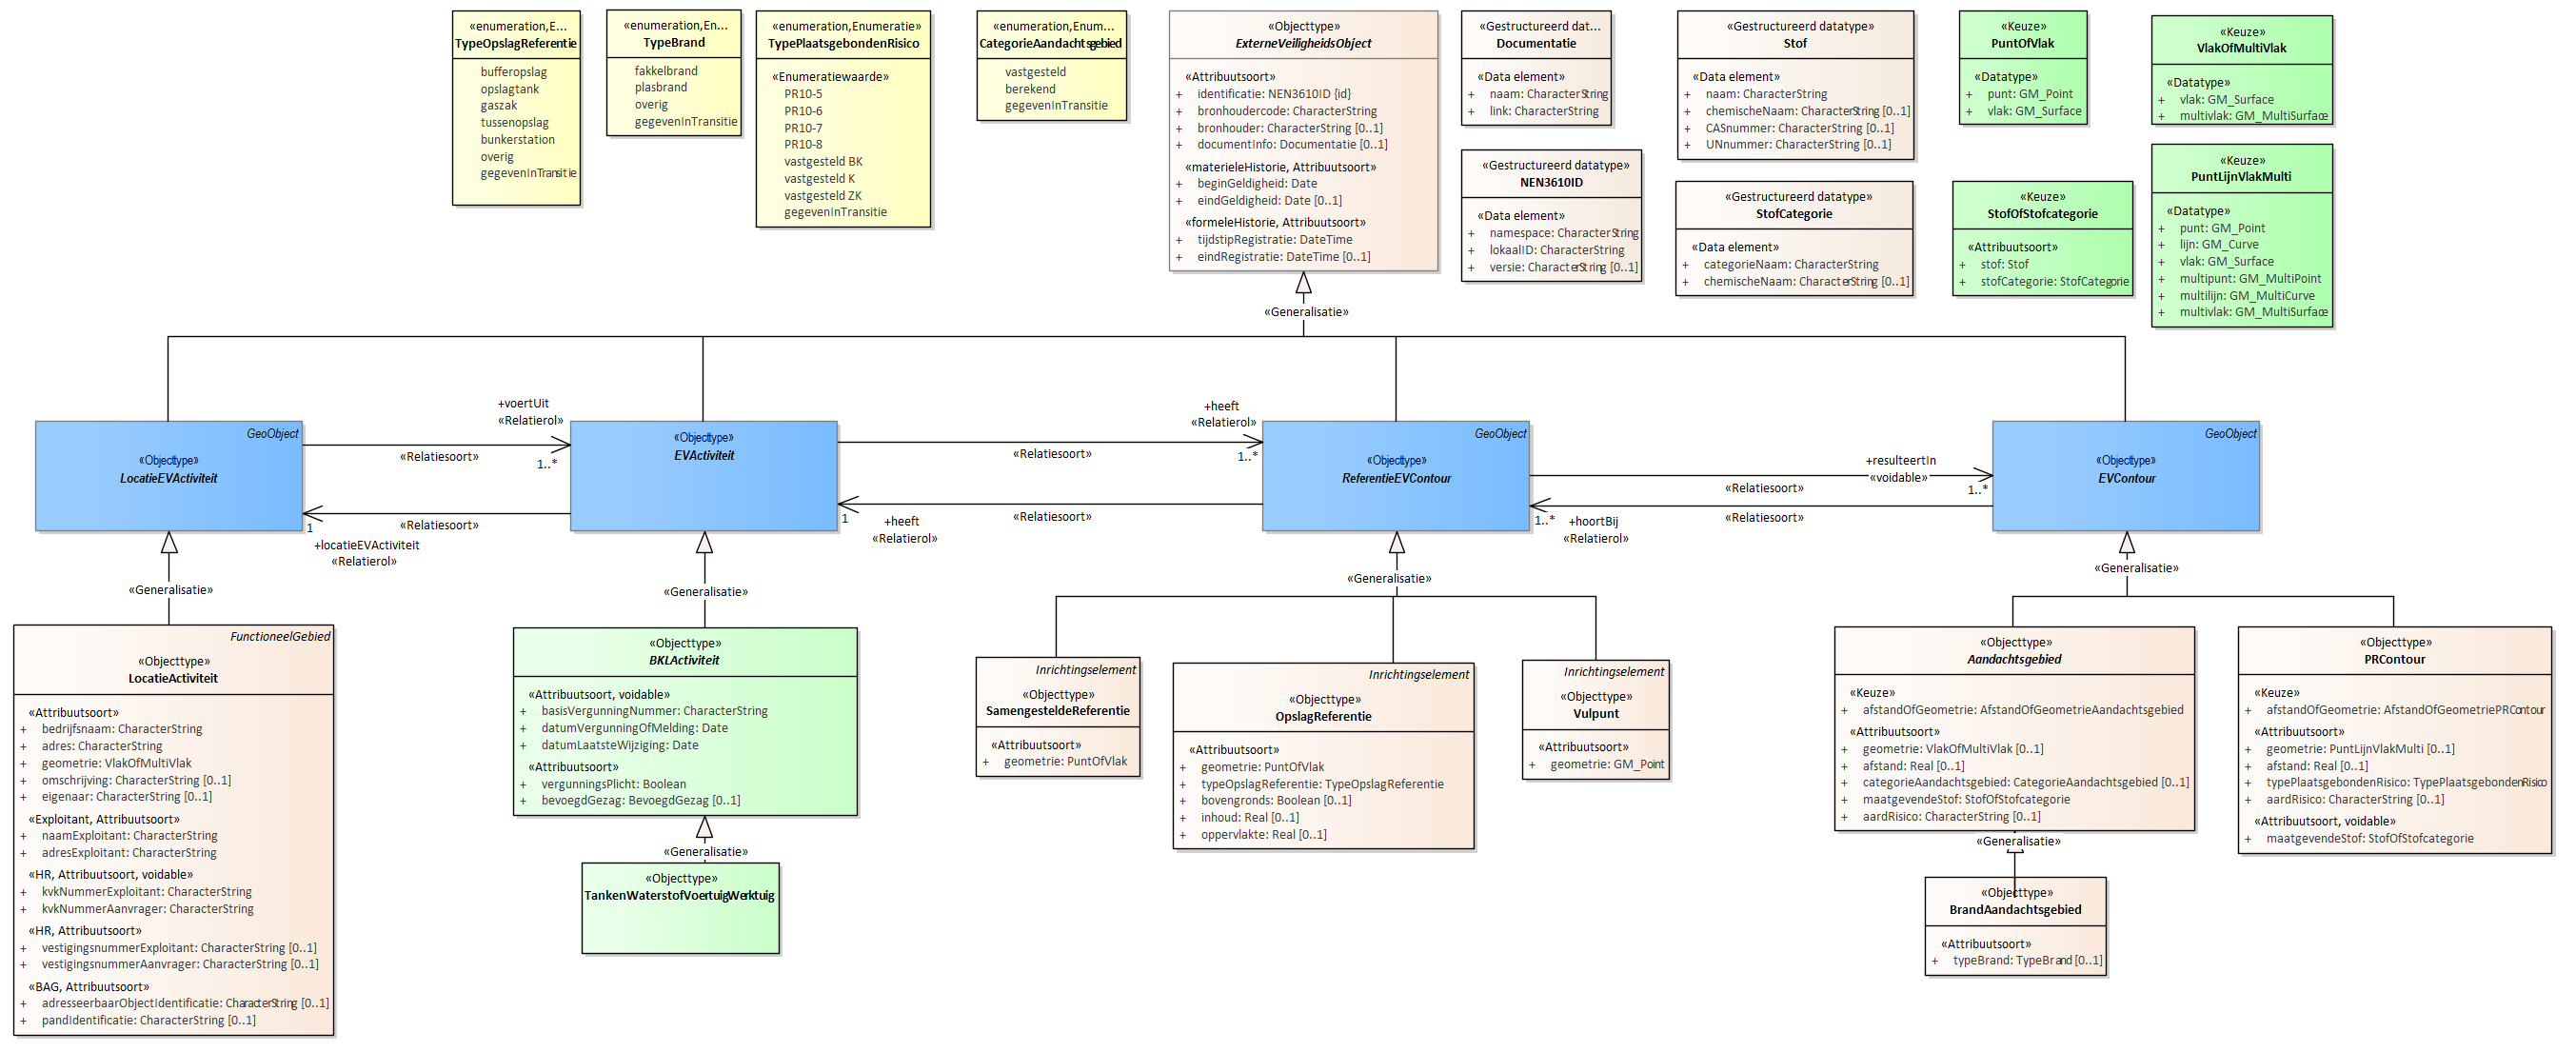 «enumeration,E...
TypeOpslagReferentie
bufferopslag
opslagtank
gaszak
tussenopslag
bunkerstation
overig
gegevenInTransitie
«enumeration,En...
TypeBrand
fakkelbrand
plasbrand
overig
gegevenInTransitie
«enumeration,Enumeratie»
TypePlaatsgebondenRisico
«Enumeratiewaarde»
PR10-5
PR10-6
PR10-7
PR10-8
vastgesteld BK
vastgesteld K
vastgesteld ZK
gegevenInTransitie
«enumeration,Enum...
CategorieAandachtsgebied
vastgesteld
berekend
gegevenInTransitie
«Objecttype»
ExterneVeiligheidsObject
«Attribuutsoort»
+ identificatie: NEN3610ID {id}
+ bronhoudercode: CharacterString
+ bronhouder: CharacterString [0..1]
+ documentInfo: Documentatie [0..1]
«materieleHistorie, Attribuutsoort»
+ beginGeldigheid: Date
+ eindGeldigheid: Date [0..1]
«formeleHistorie, Attribuutsoort»
+ tijdstipRegistratie: DateTime
+ eindRegistratie: DateTime [0..1]
«Gestructureerd dat...
Documentatie
«Data element»
+ naam: CharacterString
+ link: CharacterString
«Gestructureerd datatype»
NEN3610ID
«Data element»
+ namespace: CharacterString
+ lokaalID: CharacterString
+ versie: CharacterString [0..1]
«Gestructureerd datatype»
Stof
«Data element»
+ naam: CharacterString
+ chemischeNaam: CharacterString [0..1]
+ CASnummer: CharacterString [0..1]
+ UNnummer: CharacterString [0..1]
«Gestructureerd datatype»
StofCategorie
«Data element»
+ categorieNaam: CharacterString
+ chemischeNaam: CharacterString [0..1]
«Keuze»
PuntOfVlak
«Datatype»
+ punt: GM_Point
+ vlak: GM_Surface
«Keuze»
StofOfStofcategorie
«Attribuutsoort»
+ stof: Stof
+ stofCategorie: StofCategorie
«Keuze»
VlakOfMultiVlak
«Datatype»
+ vlak: GM_Surface
+ multivlak: GM_MultiSurface
«Keuze»
PuntLijnVlakMulti
«Datatype»
+ punt: GM_Point
+ lijn: GM_Curve
+ vlak: GM_Surface
+ multipunt: GM_MultiPoint
+ multilijn: GM_MultiCurve
+ multivlak: GM_MultiSurface
«Generalisatie»
GeoObject
«Objecttype»
LocatieEVActiviteit
+voertUit
«Relatierol»
1..*
«Relatiesoort»
«Relatiesoort»
1
+locatieEVActiviteit
«Relatierol»
«Objecttype»
EVActiviteit
+heeft
«Relatierol»
1..*
«Relatiesoort»
«Relatiesoort»
1
+heeft
«Relatierol»
GeoObject
«Objecttype»
ReferentieEVContour
+resulteertIn
«voidable»
1..*
«Relatiesoort»
«Relatiesoort»
1..*
+hoortBij
«Relatierol»
GeoObject
«Objecttype»
EVContour
«Generalisatie»
«Generalisatie»
«Generalisatie»
«Generalisatie»
FunctioneelGebied
«Objecttype»
LocatieActiviteit
«Attribuutsoort»
+ bedrijfsnaam: CharacterString
+ adres: CharacterString
+ geometrie: VlakOfMultiVlak
+ omschrijving: CharacterString [0..1]
+ eigenaar: CharacterString [0..1]
«Exploitant, Attribuutsoort»
+ naamExploitant: CharacterString
+ adresExploitant: CharacterString
«HR, Attribuutsoort, voidable»
+ kvkNummerExploitant: CharacterString
+ kvkNummerAanvrager: CharacterString
«HR, Attribuutsoort»
+ vestigingsnummerExploitant: CharacterString [0..1]
+ vestigingsnummerAanvrager: CharacterString [0..1]
«BAG, Attribuutsoort»
+ adresseerbaarObjectIdentificatie: CharacterString [0..1]
+ pandIdentificatie: CharacterString [0..1]
«Objecttype»
BKLActiviteit
«Attribuutsoort, voidable»
+ basisVergunningNummer: CharacterString
+ datumVergunningOfMelding: Date
+ datumLaatsteWijziging: Date
«Attribuutsoort»
+ vergunningsPlicht: Boolean
+ bevoegdGezag: BevoegdGezag [0..1]
«Generalisatie»
«Objecttype»
TankenWaterstofVoertuigWerktuig
Inrichtingselement
«Objecttype»
SamengesteldeReferentie
«Attribuutsoort»
+ geometrie: PuntOfVlak
Inrichtingselement
«Objecttype»
OpslagReferentie
«Attribuutsoort»
+ geometrie: PuntOfVlak
+ typeOpslagReferentie: TypeOpslagReferentie
+ bovengronds: Boolean [0..1]
+ inhoud: Real [0..1]
+ oppervlakte: Real [0..1]
Inrichtingselement
«Objecttype»
Vulpunt
«Attribuutsoort»
+ geometrie: GM_Point
«Objecttype»
Aandachtsgebied
«Keuze»
+ afstandOfGeometrie: AfstandOfGeometrieAandachtsgebied
«Attribuutsoort»
+ geometrie: VlakOfMultiVlak [0..1]
+ afstand: Real [0..1]
+ categorieAandachtsgebied: CategorieAandachtsgebied [0..1]
+ maatgevendeStof: StofOfStofcategorie
+ aardRisico: CharacterString [0..1]
«Generalisatie»
«Objecttype»
BrandAandachtsgebied
«Attribuutsoort»
+ typeBrand: TypeBrand [0..1]
«Objecttype»
PRContour
«Keuze»
+ afstandOfGeometrie: AfstandOfGeometriePRContour
«Attribuutsoort»
+ geometrie: PuntLijnVlakMulti [0..1]
+ afstand: Real [0..1]
+ typePlaatsgebondenRisico: TypePlaatsgebondenRisico
+ aardRisico: CharacterString [0..1]
«Attribuutsoort, voidable»
+ maatgevendeStof: StofOfStofcategorie